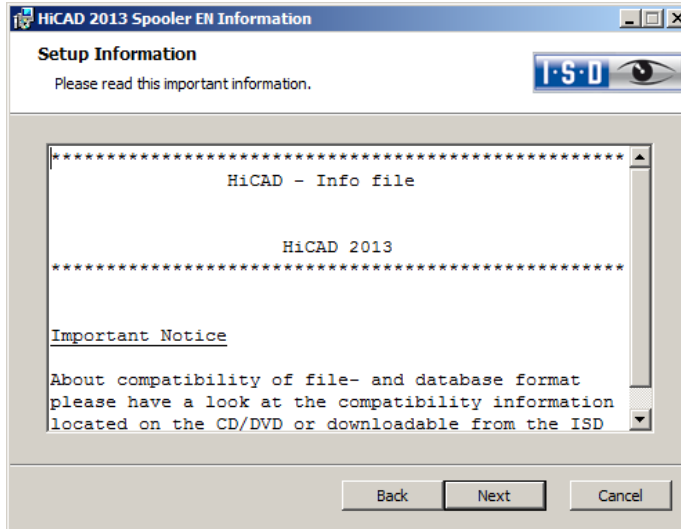 HiCAD 2013 Spooler EN Information
Setup Information
Please read this important information.
I·S·D
*****************************************************
HiCAD - Info file
HiCAD 2013
*****************************************************
Important Notice
About compatibility of file- and database format
please have a look at the compatibility information
located on the CD/DVD or downloadable from the ISD
Back Next Cancel